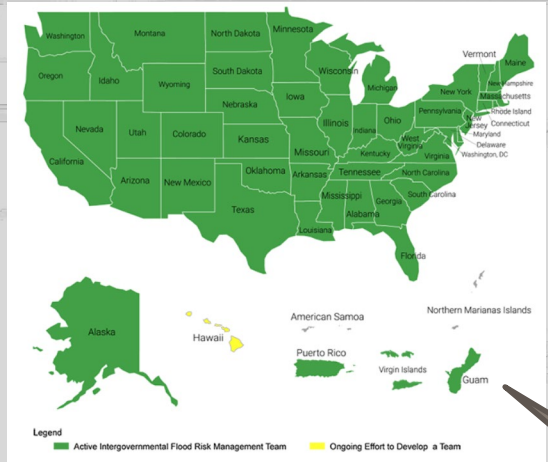 Washington
Montana
North Dakota
Minnesota
Vermont
Maine
Oregon
Idaho
Wyoming
South Dakota
Wisconsin
Michigan
New York
New Hampshire
Massachusetts
Rhode Island
Connecticut
Nebraska
Iowa
Pennsylvania
New
Jersey
Maryland
Delaware
Washington, DC
Nevada
Utah
Colorado
Kansas
Illinois
Indiana
Ohio
West
Virginia
Virginia
California
Missouri
Kentucky
Arizona
New Mexico
Oklahoma
Arkansas
Tennessee
North Carolina
South Carolina
Texas
Mississippi
Alabama
Georgia
Louisiana
Florida
Alaska
Hawaii
American Samoa
Northern Marianas Islands
Puerto Rico
Virgin Islands
Guam
Legend
Active Intergovernmental Flood Risk Management Team
Ongoing Effort to Develop a Team